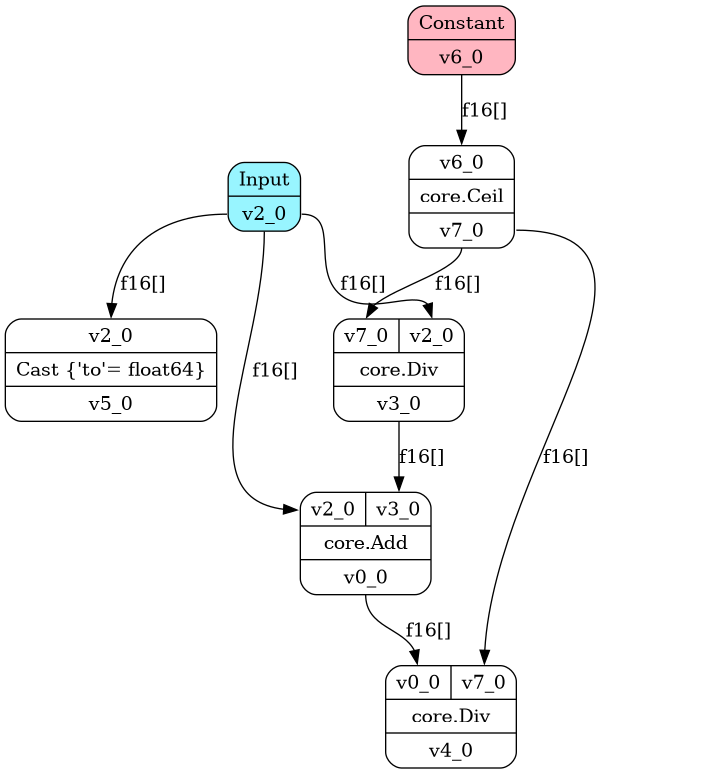 Constant
v6_0
f16[]
v6_0
core.Ceil
v7_0
Input
v2_0
f16[]
f16[]
f16[]
v2_0
Cast {'to'= float64}
v5_0
v7_0 v2_0
core.Div
v3_0
f16[]
f16[]
f16[]
v2_0 v3_0
core.Add
v0_0
f16[]
v0_0 v7_0
core.Div
v4_0